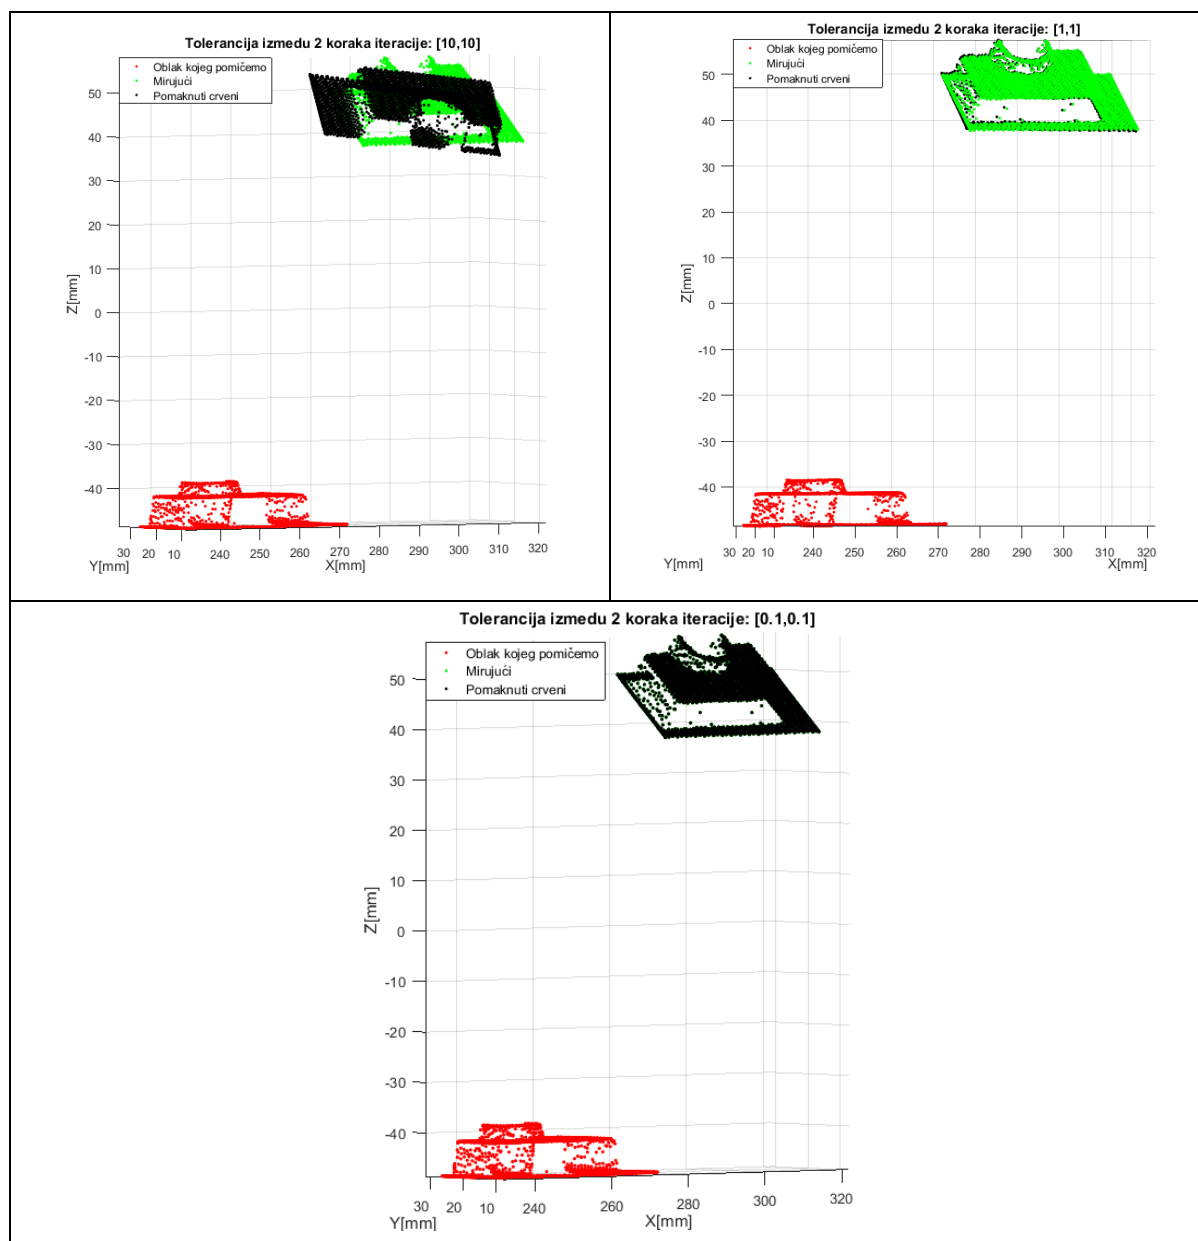 Tolerancija izmedu 2 koraka iteracije: [10,10]
Oblak kojeg pomičemo
Mirujući
Pomaknuti crveni
50
40
30
20
10
0
-10
-20
-30
-40
Z[mm]
30 20 10 240 250 260 270 280 290 300 310 320
Y[mm] X[mm]
Tolerancija izmedu 2 koraka iteracije: [1,1]
Oblak kojeg pomičemo
Mirujući
Pomaknuti crveni
50
40
30
20
10
0
-10
-20
-30
-40
Z[mm]
30 20 10 240 250 260 270 280 290 300 310 320
Y[mm] X[mm]
Tolerancija izmedu 2 koraka iteracije: [0.1,0.1]
Oblak kojeg pomičemo
Mirujući
Pomaknuti crveni
50
40
30
20
10
0
-10
-20
-30
-40
Z[mm]
30 20 10 240 260 280 300 320
Y[mm] X[mm]